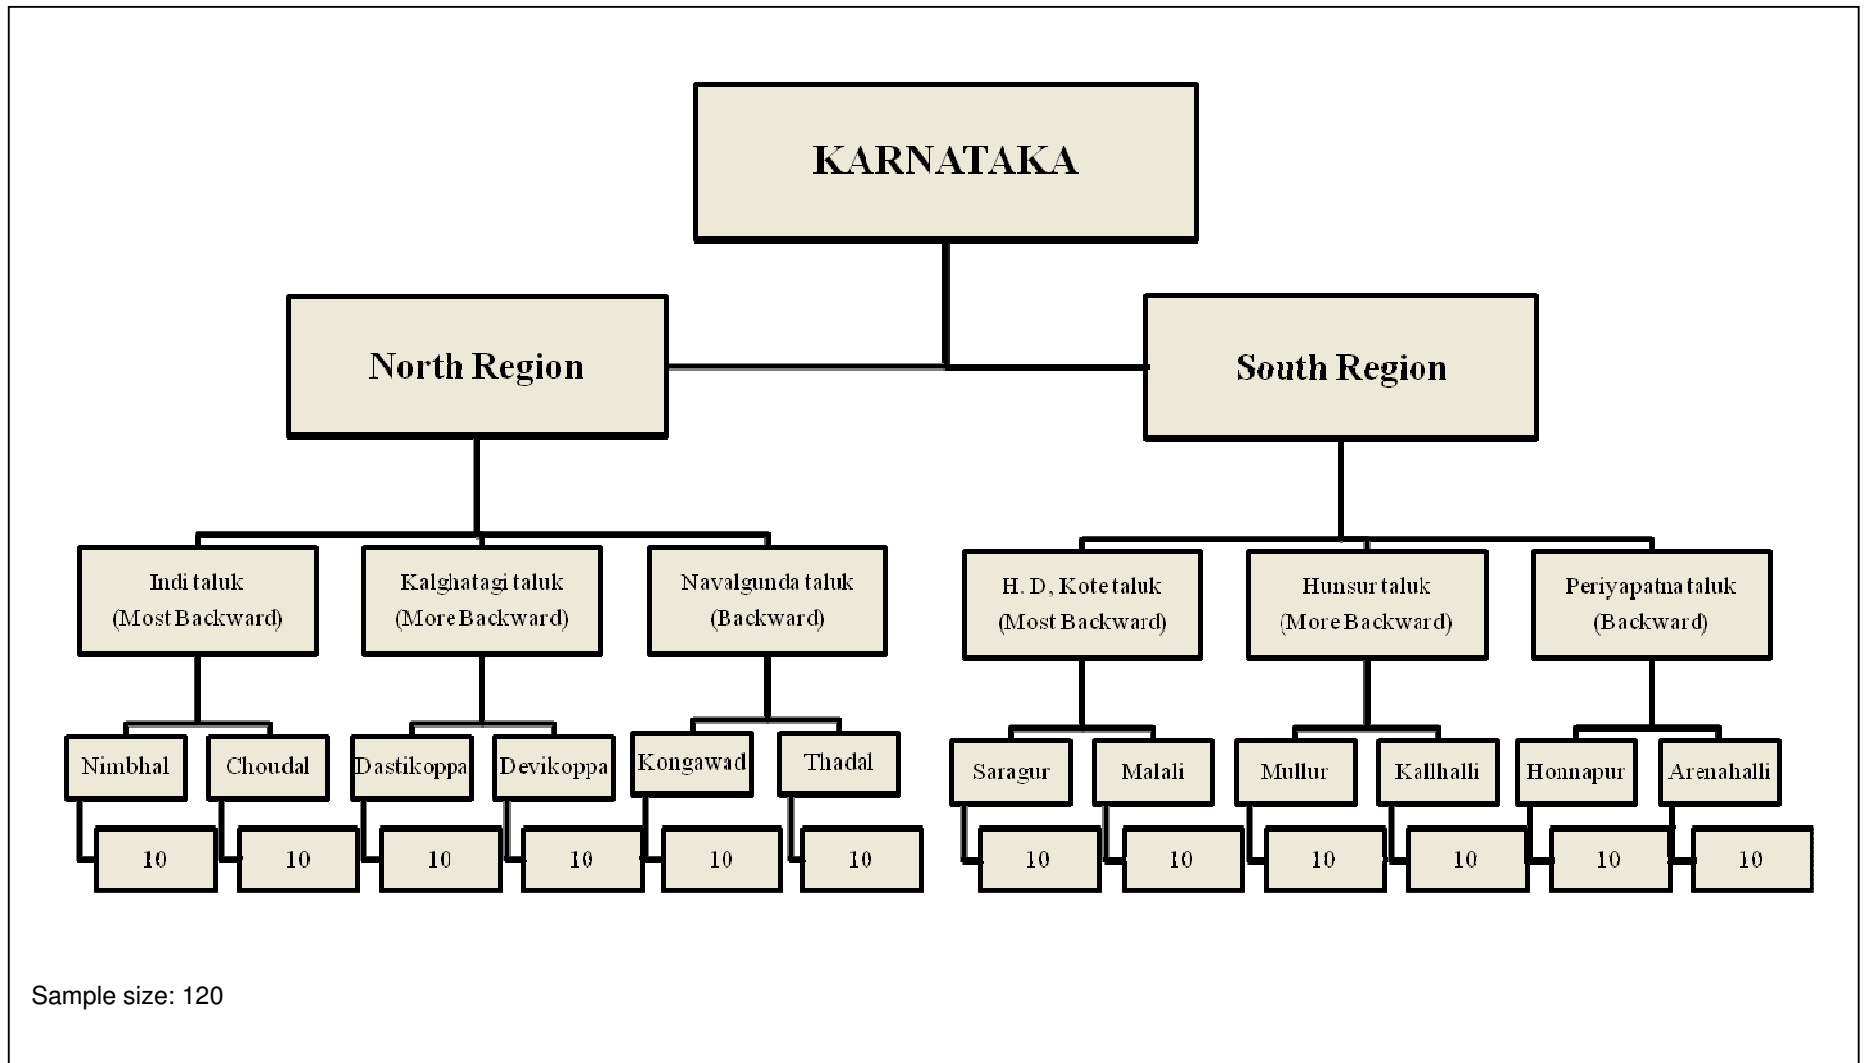 KARNATAKA
North Region
South Region
Indi taluk
(Most Backward)
Kalghatagi taluk
(More Backward)
Navalgunda taluk
(Backward)
H. D, Kote taluk
(Most Backward)
Hunsur taluk
(More Backward)
Periyapatna taluk
(Backward)
Nimbhal
Choudal
Dastikoppa
Devikoppa
Kongawad
Thadal
Saragur
Malali
Mullur
Kallhalli
Honnapur
Arenahalli
10
10
10
10
10
10
10
10
10
10
10
10
Sample size: 120